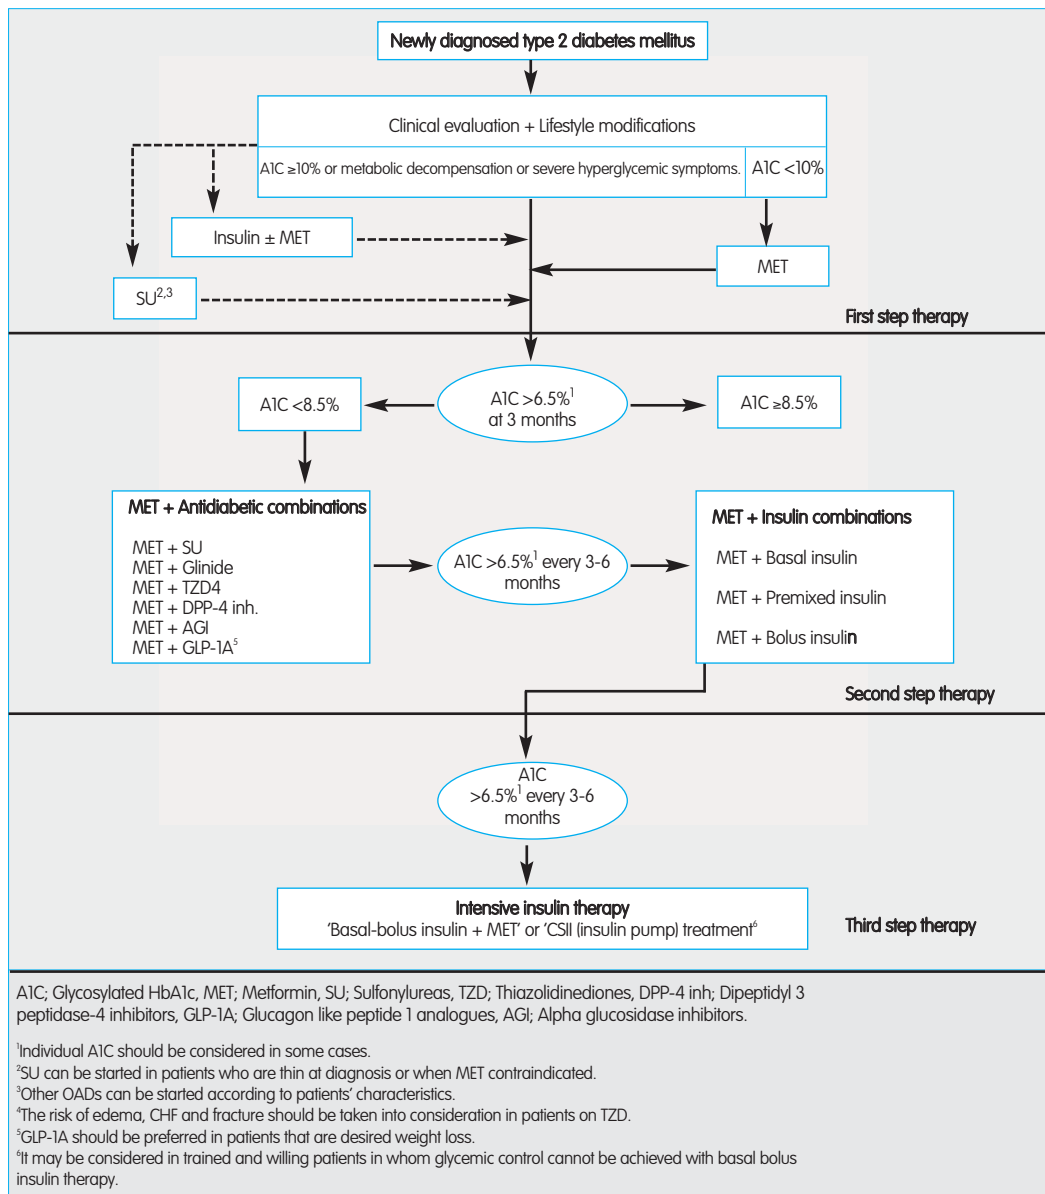 Newly diagnosed type 2 diabetes mellitus
Clinical evaluation + Lifestyle modifications
A1C ≥10% or metabolic decompensation or severe hyperglycemic symptoms.
A1C <10%
Insulin ± MET
MET
SU²,³
First step therapy
A1C <8.5%
A1C >6.5%¹
at 3 months
A1C ≥8.5%
MET + Antidiabetic combinations
MET + SU
MET + Glinide
MET + TZD4
MET + DPP-4 inh.
MET + AGI
MET + GLP-1A⁵
A1C >6.5%¹ every 3-6
months
MET + Insulin combinations
MET + Basal insulin
MET + Premixed insulin
MET + Bolus insulin
Second step therapy
A1C
>6.5%¹ every 3-6
months
Intensive insulin therapy
'Basal-bolus insulin + MET' or 'CSII (insulin pump) treatment⁶
Third step therapy
A1C; Glycosylated HbA1c, MET; Metformin, SU; Sulfonylureas, TZD; Thiazolidinediones, DPP-4 inh; Dipeptidyl 3
peptidase-4 inhibitors, GLP-1A; Glucagon like peptide 1 analogues, AGI; Alpha glucosidase inhibitors.
¹Individual A1C should be considered in some cases.
²SU can be started in patients who are thin at diagnosis or when MET contraindicated.
³Other OADs can be started according to patients' characteristics.
⁴The risk of edema, CHF and fracture should be taken into consideration in patients on TZD.
⁵GLP-1A should be preferred in patients that are desired weight loss.
⁶It may be considered in trained and willing patients in whom glycemic control cannot be achieved with basal bolus
insulin therapy.